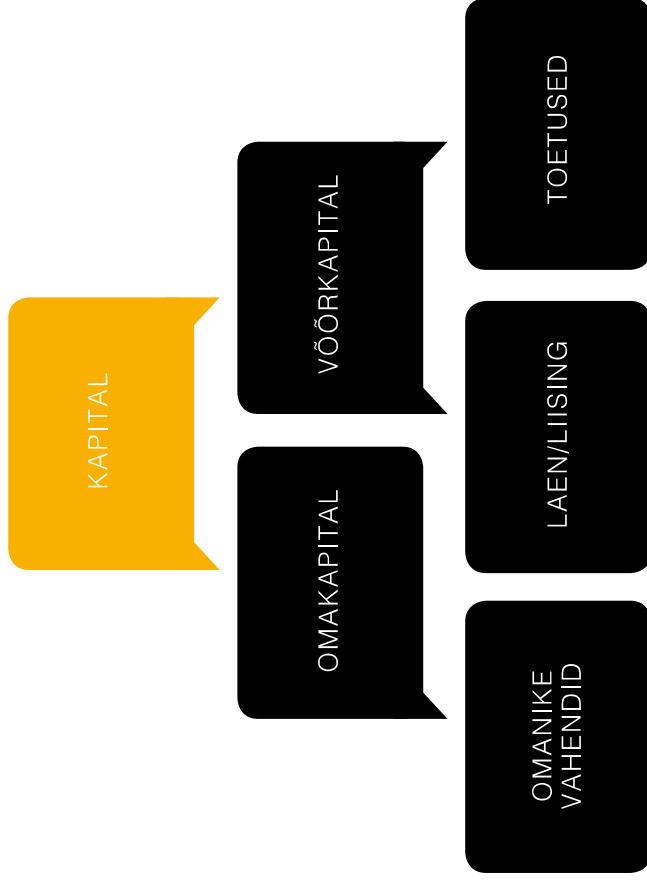 KAPITAL
OMAKAPITAL
VÕÕRKAPITAL
OMANIKE
VAHENDID
LAEN/LIISING
TOETUSED